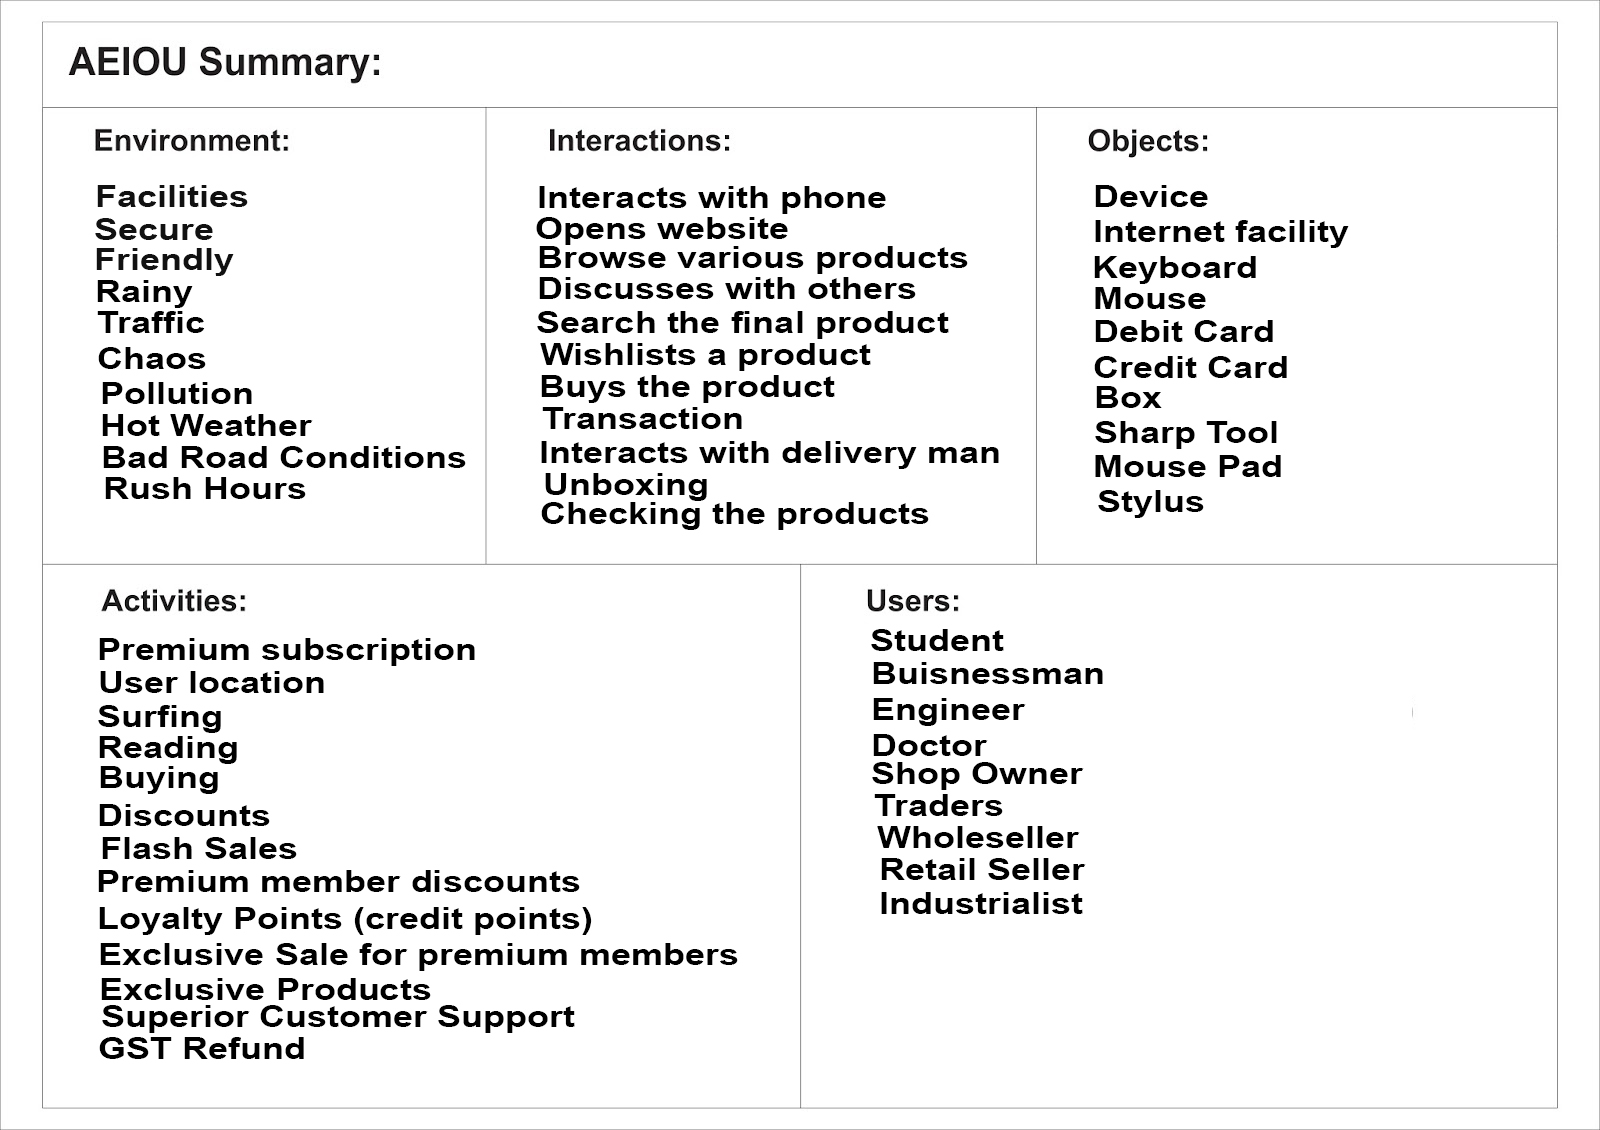 AEIOU Summary:
Environment:
Facilities
Secure
Friendly
Rainy
Traffic
Chaos
Pollution
Hot Weather
Bad Road Conditions
Rush Hours
Interactions:
Interacts with phone
Opens website
Browse various products
Discusses with others
Search the final product
Wishlists a product
Buys the product
Transaction
Interacts with delivery man
Unboxing
Checking the products
Objects:
Device
Internet facility
Keyboard
Mouse
Debit Card
Credit Card
Box
Sharp Tool
Mouse Pad
Stylus
Activities:
Premium subscription
User location
Surfing
Reading
Buying
Discounts
Flash Sales
Premium member discounts
Loyalty Points (credit points)
Exclusive Sale for premium members
Exclusive Products
Superior Customer Support
GST Refund
Users:
Student
Buisnessman
Engineer
Doctor
Shop Owner
Traders
Wholeseller
Retail Seller
Industrialist